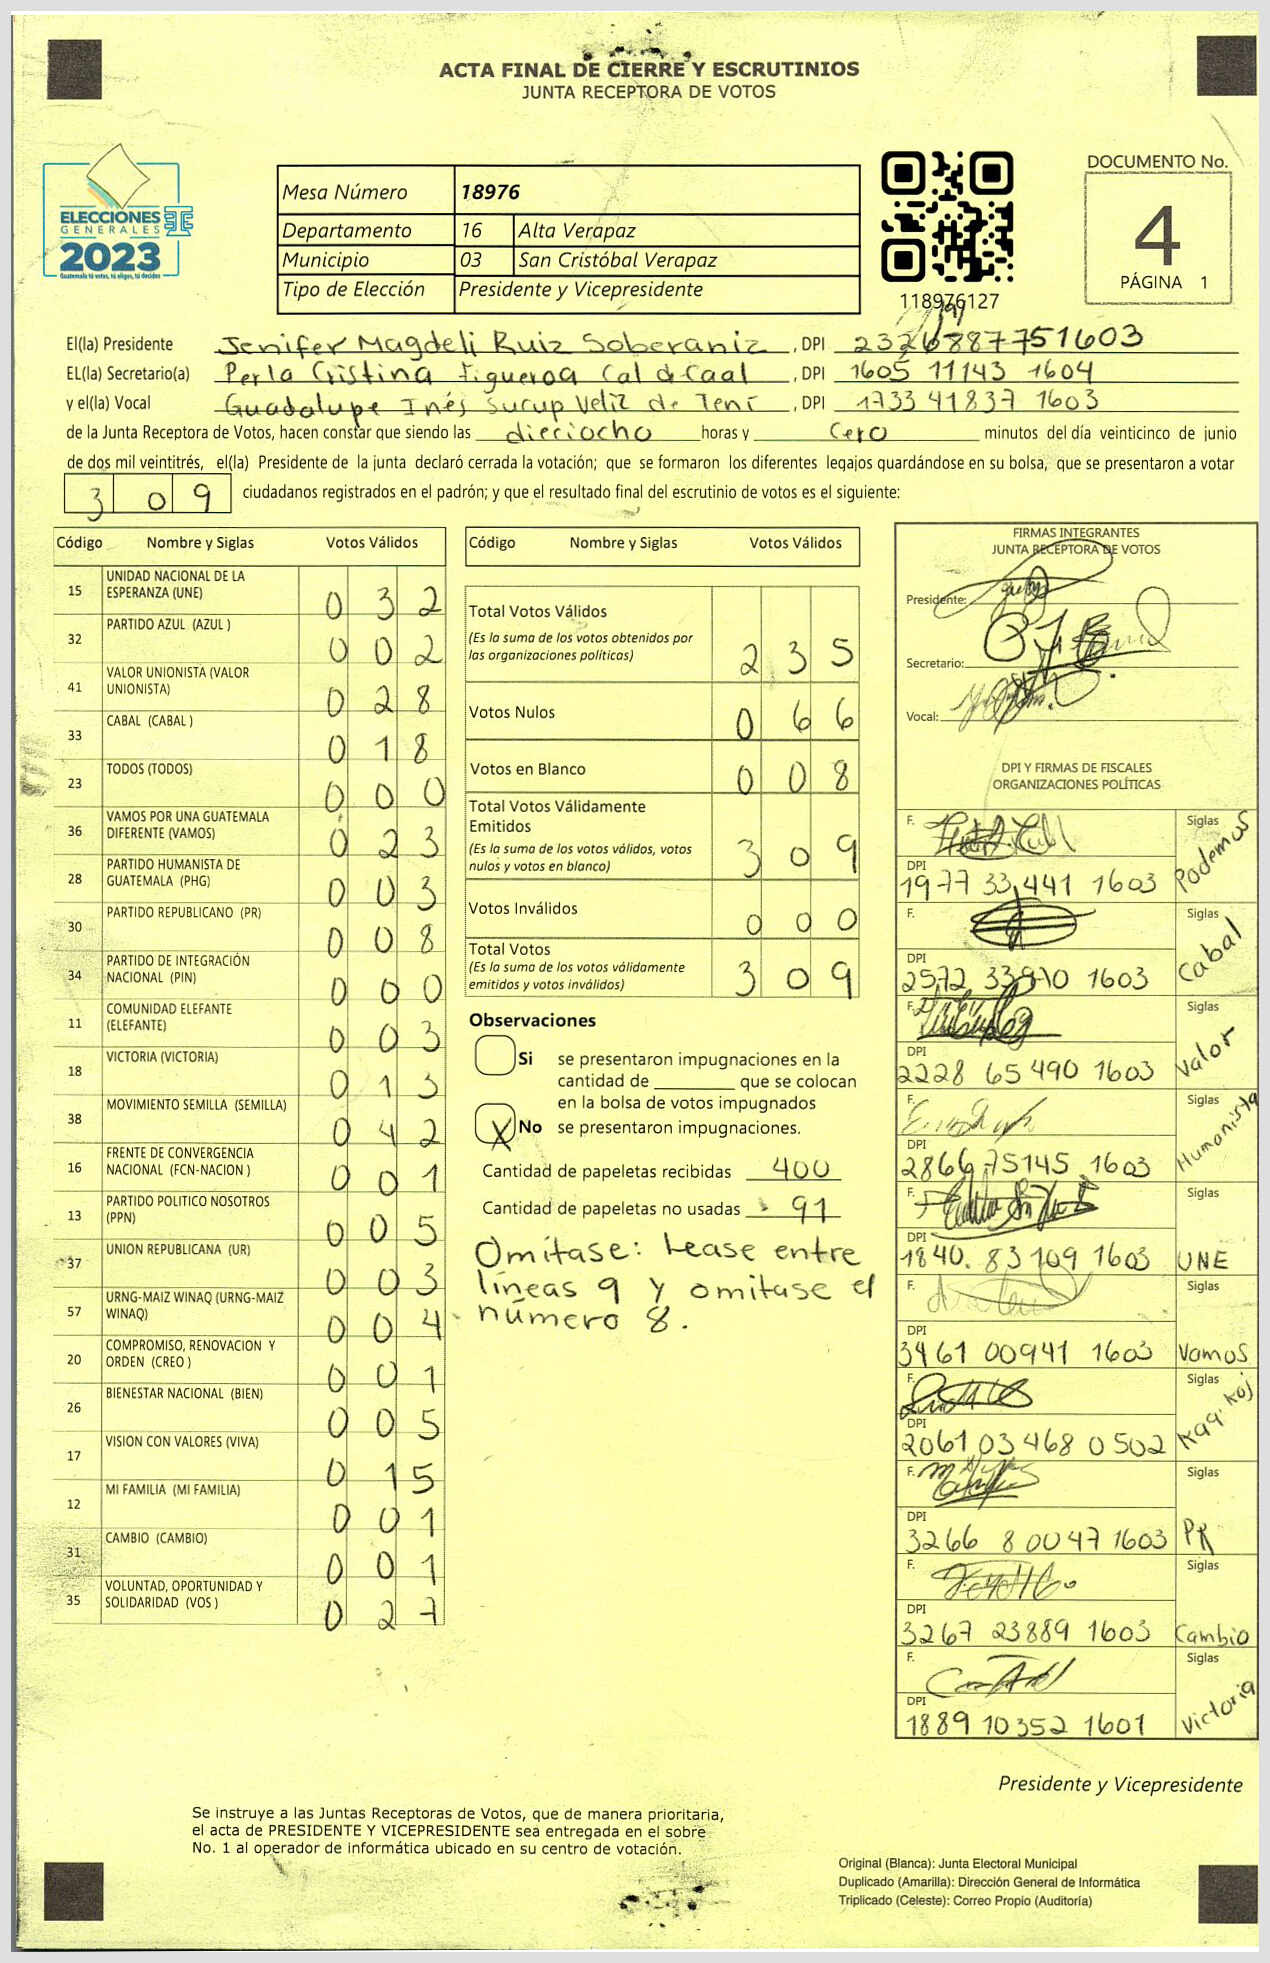 ACTA FINAL DE CIERRE Y ESCRUTINIOS
JUNTA RECEPTORA DE VOTOS
ELECCIONES
GENERALES
2023
Guatemala tú votas, tú eliges, tú decides
Mesa Número 18976
Departamento 16 Alta Verapaz
Municipio 03 San Cristóbal Verapaz
Tipo de Elección Presidente y Vicepresidente
118976127
DOCUMENTO No.
4
PÁGINA 1
El(la) Presidente Jenifer Magdeli Ruiz Soberaniz , DPI
EL(la) Secretario(a) Perla Cristina Figueroa Cal de Caal , DPI 1605 11143 1604
y el(la) Vocal Guadalupe Inés Sucup Veliz de Tení , DPI 1733 41837 1603
de la Junta Receptora de Votos, hacen constar que siendo las dieciocho horas y cero minutos del día veinticinco de junio
de dos mil veintitrés, el(la) Presidente de la junta declaró cerrada la votación; que se formaron los diferentes legajos quardándose en su bolsa, que se presentaron a votar
3 0 9 ciudadanos registrados en el padrón; y que el resultado final del escrutinio de votos es el siguiente:
Código Nombre y Siglas Votos Válidos
15 UNIDAD NACIONAL DE LA ESPERANZA (UNE) 0 3 2
32 PARTIDO AZUL (AZUL ) 0 0 2
41 VALOR UNIONISTA (VALOR UNIONISTA) 0 2 8
33 CABAL (CABAL ) 0 1 8
23 TODOS (TODOS) 0 0 0
36 VAMOS POR UNA GUATEMALA DIFERENTE (VAMOS) 0 2 3
28 PARTIDO HUMANISTA DE GUATEMALA (PHG) 0 0 3
30 PARTIDO REPUBLICANO (PR) 0 0 8
34 PARTIDO DE INTEGRACIÓN NACIONAL (PIN) 0 0 0
11 COMUNIDAD ELEFANTE (ELEFANTE) 0 0 3
18 VICTORIA (VICTORIA) 0 1 3
38 MOVIMIENTO SEMILLA (SEMILLA) 0 4 2
16 FRENTE DE CONVERGENCIA NACIONAL (FCN-NACION ) 0 0 1
13 PARTIDO POLITICO NOSOTROS (PPN) 0 0 5
37 UNION REPUBLICANA (UR) 0 0 3
57 URNG-MAIZ WINAQ (URNG-MAIZ WINAQ) 0 0 4
20 COMPROMISO, RENOVACION Y ORDEN (CREO ) 0 0 1
26 BIENESTAR NACIONAL (BIEN) 0 0 5
17 VISION CON VALORES (VIVA) 0 1 5
12 MI FAMILIA (MI FAMILIA) 0 0 1
31 CAMBIO (CAMBIO) 0 0 1
35 VOLUNTAD, OPORTUNIDAD Y SOLIDARIDAD (VOS ) 0 2 7
Código Nombre y Siglas Votos Válidos
Total Votos Válidos 2 3 5
(Es la suma de los votos obtenidos por
las organizaciones políticas)
Votos Nulos 0 6 6
Votos en Blanco 0 0 8
Total Votos Válidamente
Emitidos 3 0 9
(Es la suma de los votos válidos, votos
nulos y votos en blanco)
Votos Inválidos 0 0 0
Total Votos 3 0 9
(Es la suma de los votos válidamente
emitidos y votos inválidos)
Observaciones
Si se presentaron impugnaciones en la
cantidad de ________ que se colocan
en la bolsa de votos impugnados
X No se presentaron impugnaciones.
Cantidad de papeletas recibidas 400
Cantidad de papeletas no usadas 91
Omítase: Lease entre
líneas 9 y omitase el
número 8.
FIRMAS INTEGRANTES
JUNTA RECEPTORA DE VOTOS
Presidente:
Secretario:
Vocal:
DPI Y FIRMAS DE FISCALES
ORGANIZACIONES POLÍTICAS
F. Siglas Podemos
DPI 1977 33441 1603
F. Siglas Cabal
DPI 2572 33970 1603
F. Siglas Valor
DPI 2228 65490 1603
F. Siglas Humanista
DPI 2866 75145 1603
F. Siglas UNE
DPI 1840. 83109 1603
F. Siglas Vamos
DPI 3461 00941 1603
F. Siglas Kaq' Koj
DPI 2061 03468 0502
F. Siglas PR
DPI 3266 80047 1603
F. Siglas Cambio
DPI 3267 23889 1603
F. Siglas Victoria
DPI 1889 10352 1601
Presidente y Vicepresidente
Se instruye a las Juntas Receptoras de Votos, que de manera prioritaria,
el acta de PRESIDENTE Y VICEPRESIDENTE sea entregada en el sobre
No. 1 al operador de informática ubicado en su centro de votación.
Original (Blanca): Junta Electoral Municipal
Duplicado (Amarilla): Dirección General de Informática
Triplicado (Celeste): Correo Propio (Auditoría)